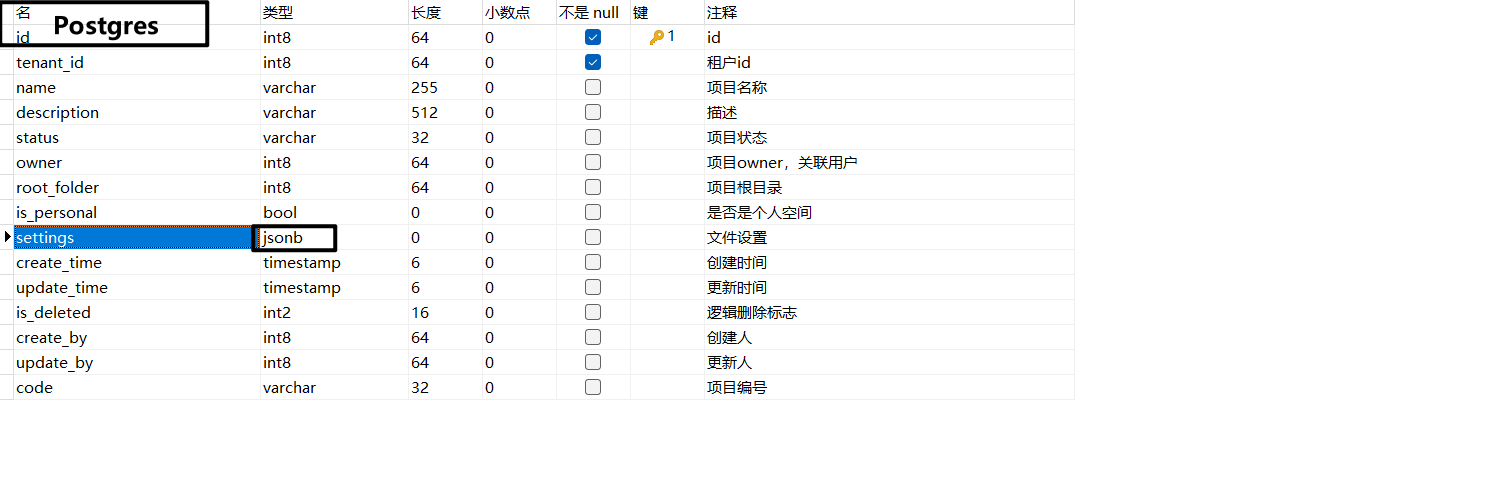 名 类型 长度 小数点 不是 null 键 注释
Postgres
id int8 64 0 1 id
tenant_id int8 64 0 租户id
name varchar 255 0 项目名称
description varchar 512 0 描述
status varchar 32 0 项目状态
owner int8 64 0 项目owner，关联用户
root_folder int8 64 0 项目根目录
is_personal bool 0 0 是否是个人空间
settings jsonb 0 0 文件设置
create_time timestamp 6 0 创建时间
update_time timestamp 6 0 更新时间
is_deleted int2 16 0 逻辑删除标志
create_by int8 64 0 创建人
update_by int8 64 0 更新人
code varchar 32 0 项目编号